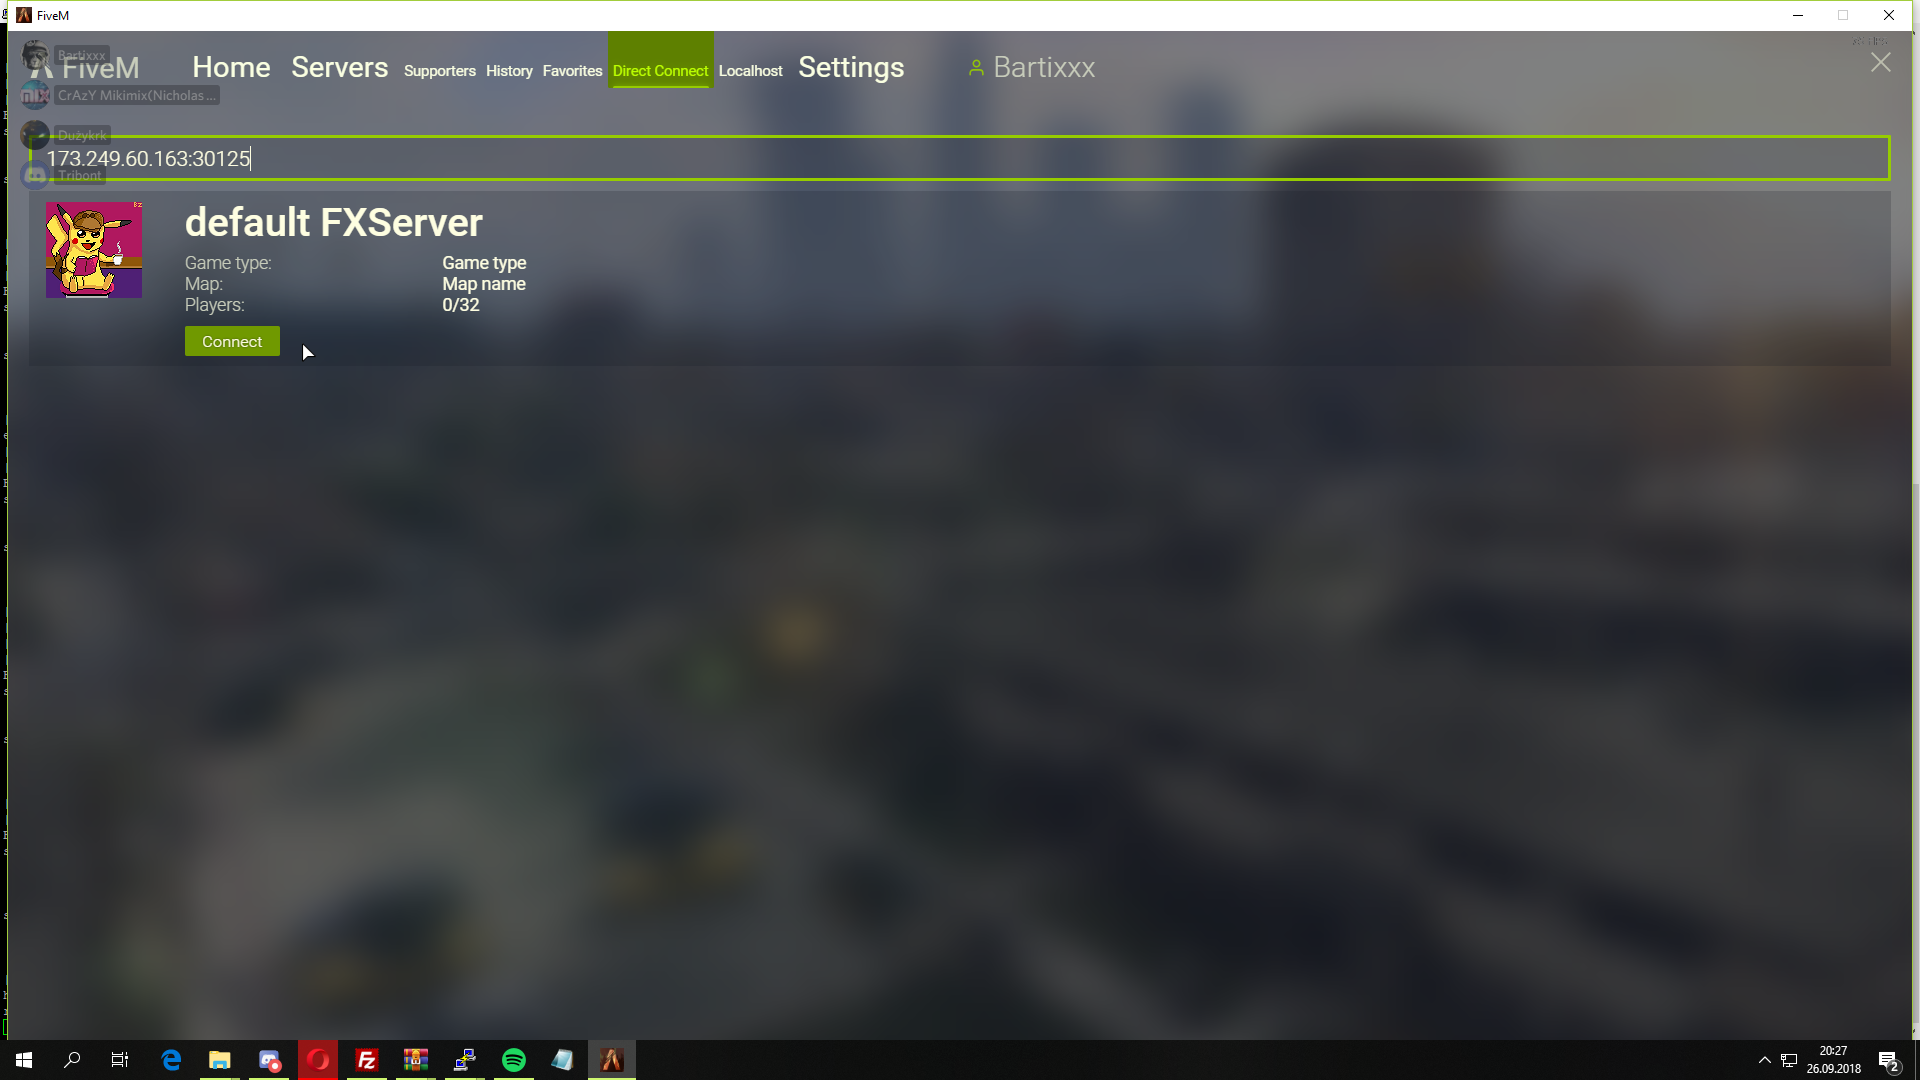 FiveM
Bartixxx
FiveM
Home Servers Supporters History Favorites Direct Connect Localhost Settings Bartixxx
CrAzY Mikimix(Nicholas ...
Dużykrk
173.249.60.163:30125
Tribont
default FXServer
Game type: Game type
Map: Map name
Players: 0/32
Connect
20:27
26.09.2018
2